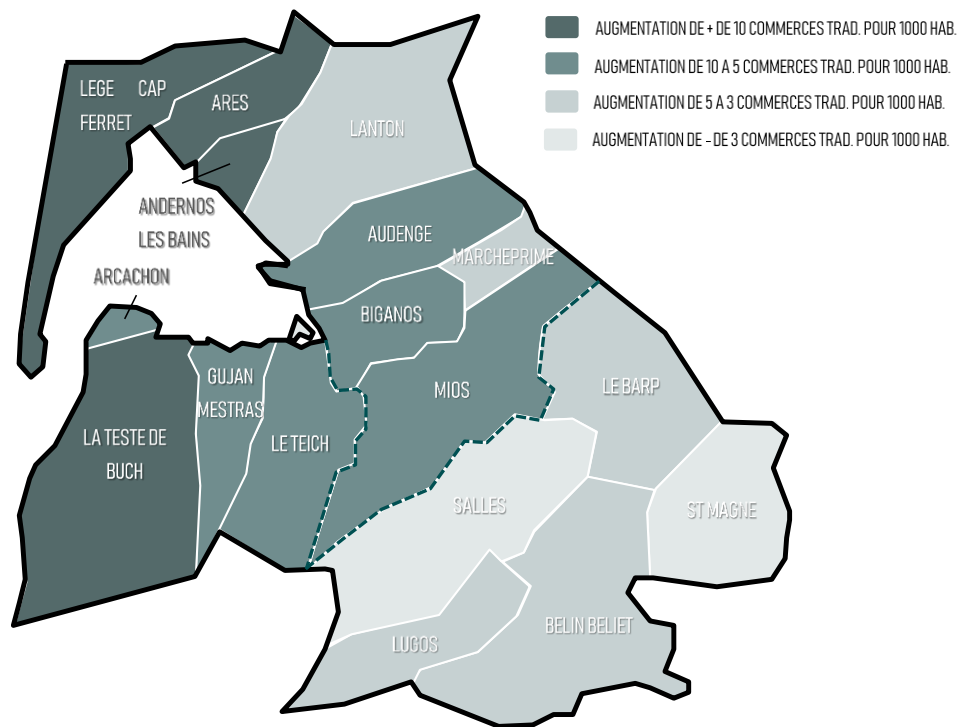 AUGMENTATION DE + DE 10 COMMERCES TRAD. POUR 1000 HAB.
AUGMENTATION DE 10 A 5 COMMERCES TRAD. POUR 1000 HAB.
AUGMENTATION DE 5 A 3 COMMERCES TRAD. POUR 1000 HAB.
AUGMENTATION DE - DE 3 COMMERCES TRAD. POUR 1000 HAB.
LEGE CAP
FERRET
ARES
LANTON
ANDERNOS
LES BAINS
AUDENGE
MARCHEPRIME
ARCACHON
BIGANOS
GUJAN
MESTRAS
MIOS
LE BARP
LA TESTE DE
BUCH
LE TEICH
SALLES
ST MAGNE
LUGOS
BELIN BELIET